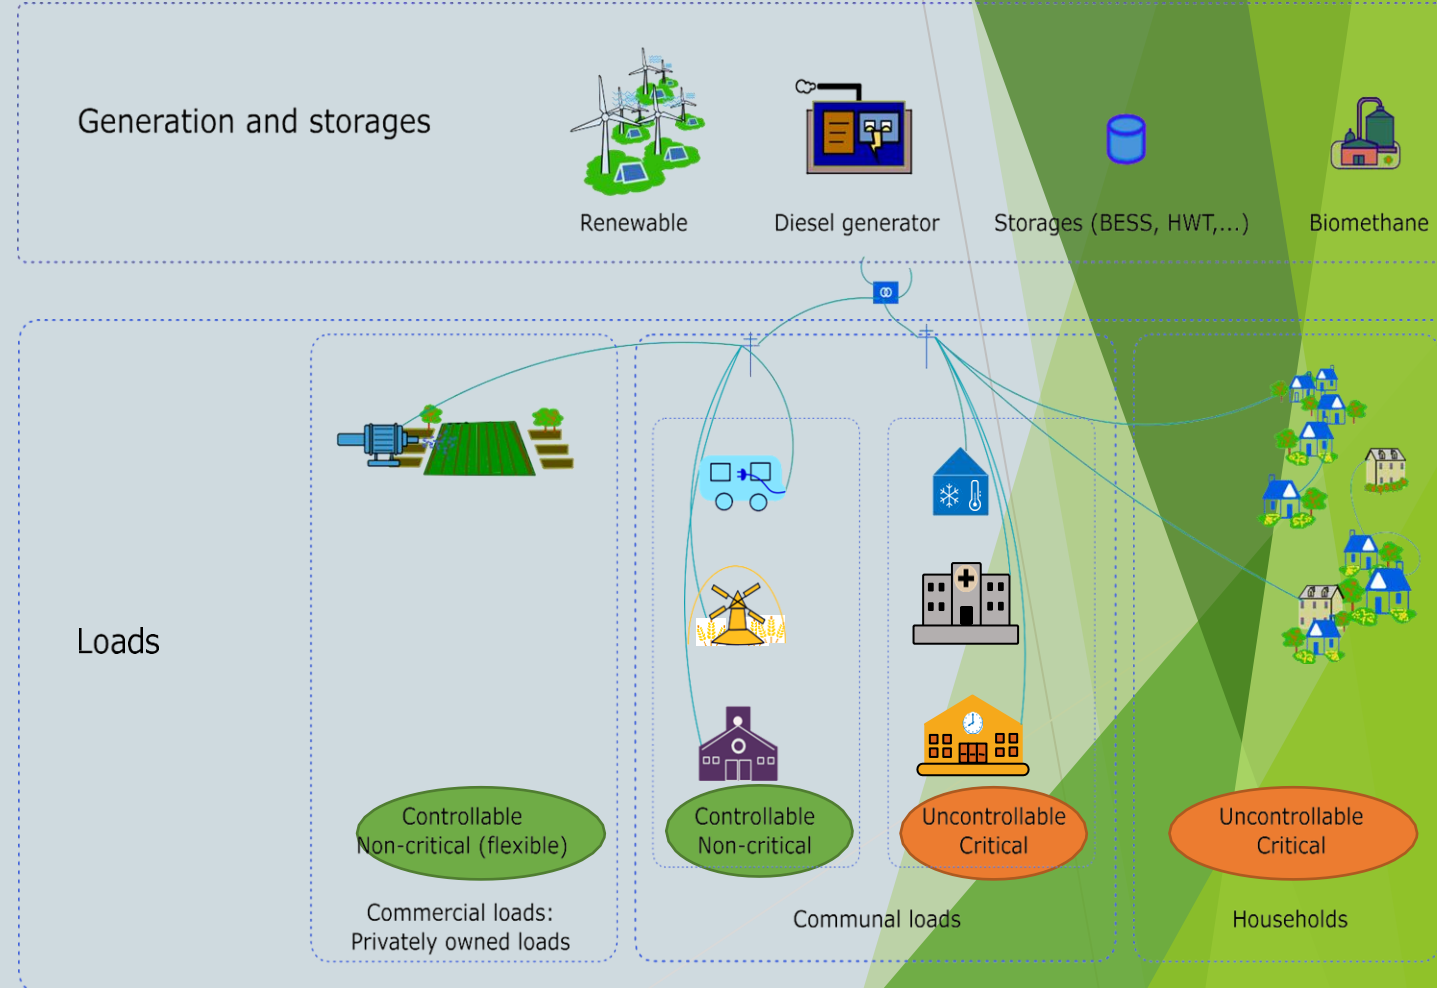 Generation and storages
Renewable
Diesel generator
Storages (BESS, HWT,...)
Biomethane
Loads
Controllable
Non-critical (flexible)
Commercial loads:
Privately owned loads
Controllable
Non-critical
Uncontrollable
Critical
Communal loads
Uncontrollable
Critical
Households